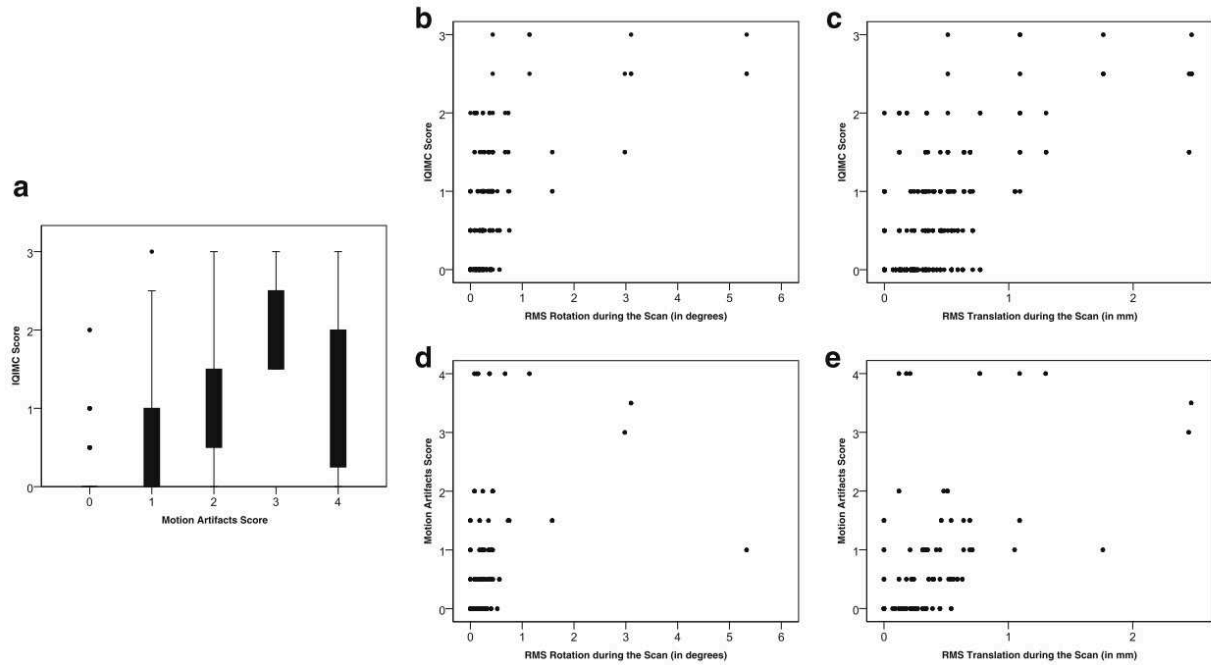 a
3
2
1
0
IQIMC Score
0 1 2 3 4
Motion Artifacts Score
b
3
2
1
0
IQIMC Score
0 1 2 3 4 5 6
RMS Rotation during the Scan (in degrees)
c
3
2
1
0
IQIMC Score
0 1 2
RMS Translation during the Scan (in mm)
d
4
3
2
1
0
Motion Artifacts Score
0 1 2 3 4 5 6
RMS Rotation during the Scan (in degrees)
e
4
3
2
1
0
Motion Artifacts Score
0 1 2
RMS Translation during the Scan (in mm)